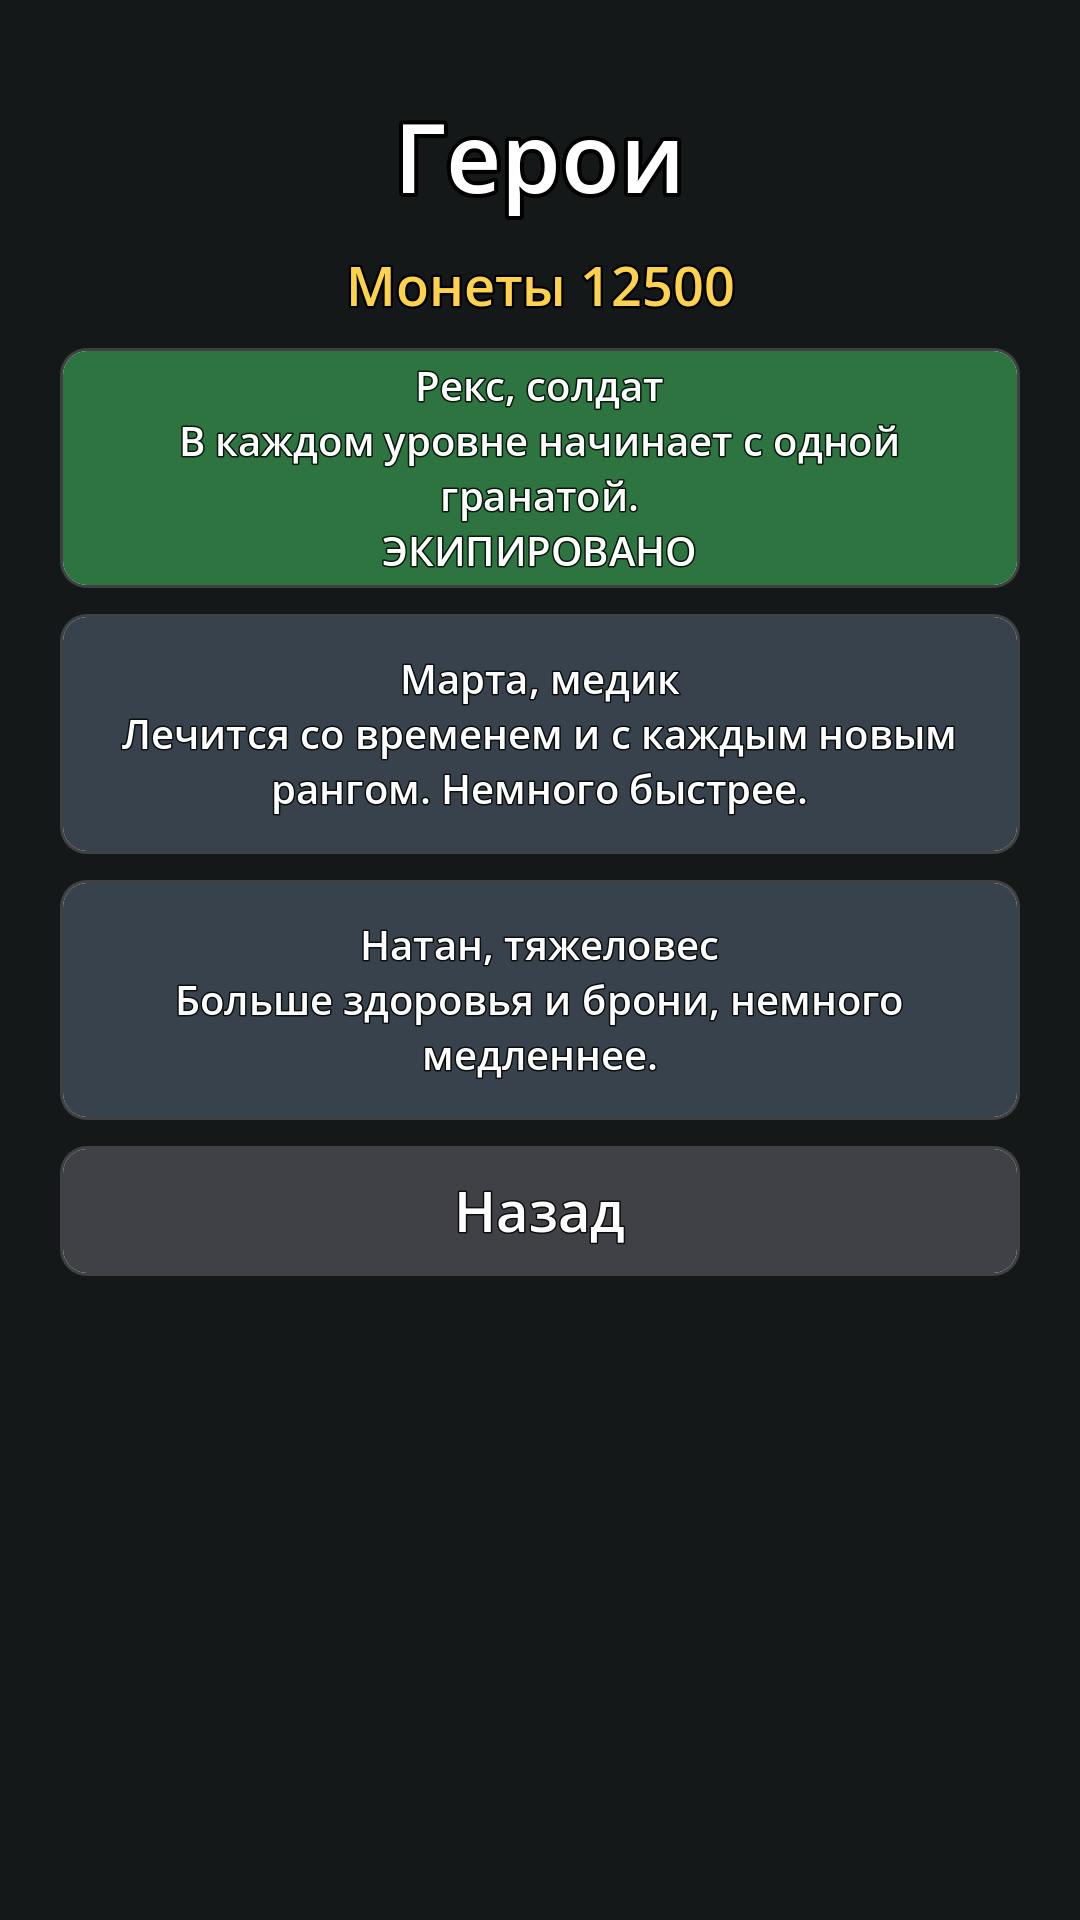 Герои
Монеты 12500
Рекс, солдат
В каждом уровне начинает с одной
гранатой.
ЭКИПИРОВАНО
Марта, медик
Лечится со временем и с каждым новым
рангом. Немного быстрее.
Натан, тяжеловес
Больше здоровья и брони, немного
медленнее.
Назад